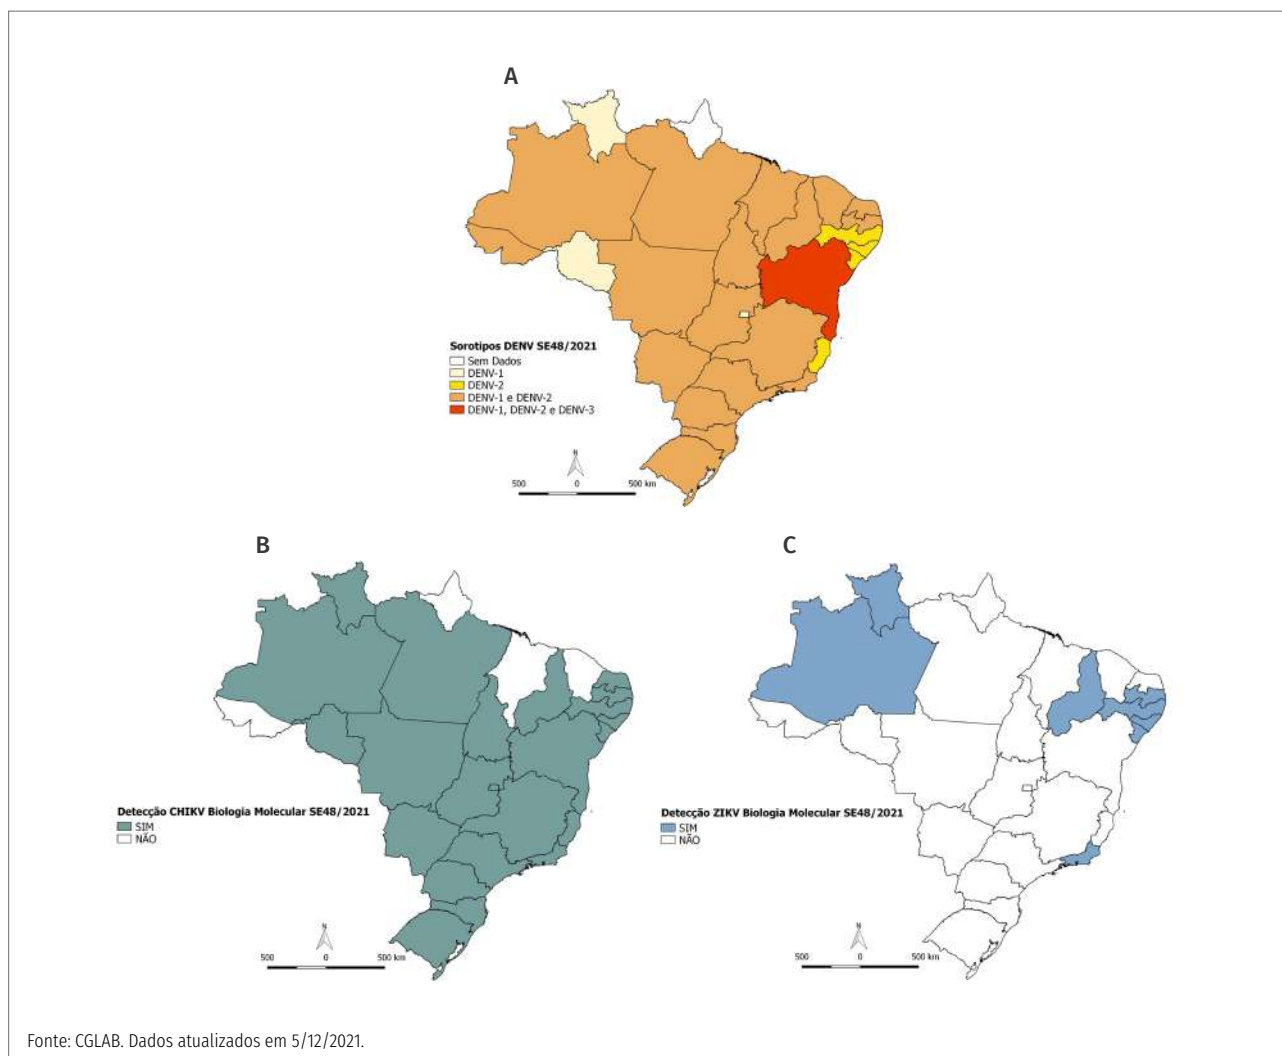 A
Sorotipos DENV SE48/2021
Sem Dados
DENV-1
DENV-2
DENV-1 e DENV-2
DENV-1, DENV-2 e DENV-3
N
500 0 500 km
B
Detecção CHIKV Biologia Molecular SE48/2021
SIM
NÃO
N
500 0 500 km
C
Detecção ZIKV Biologia Molecular SE48/2021
SIM
NÃO
N
500 0 500 km
Fonte: CGLAB. Dados atualizados em 5/12/2021.